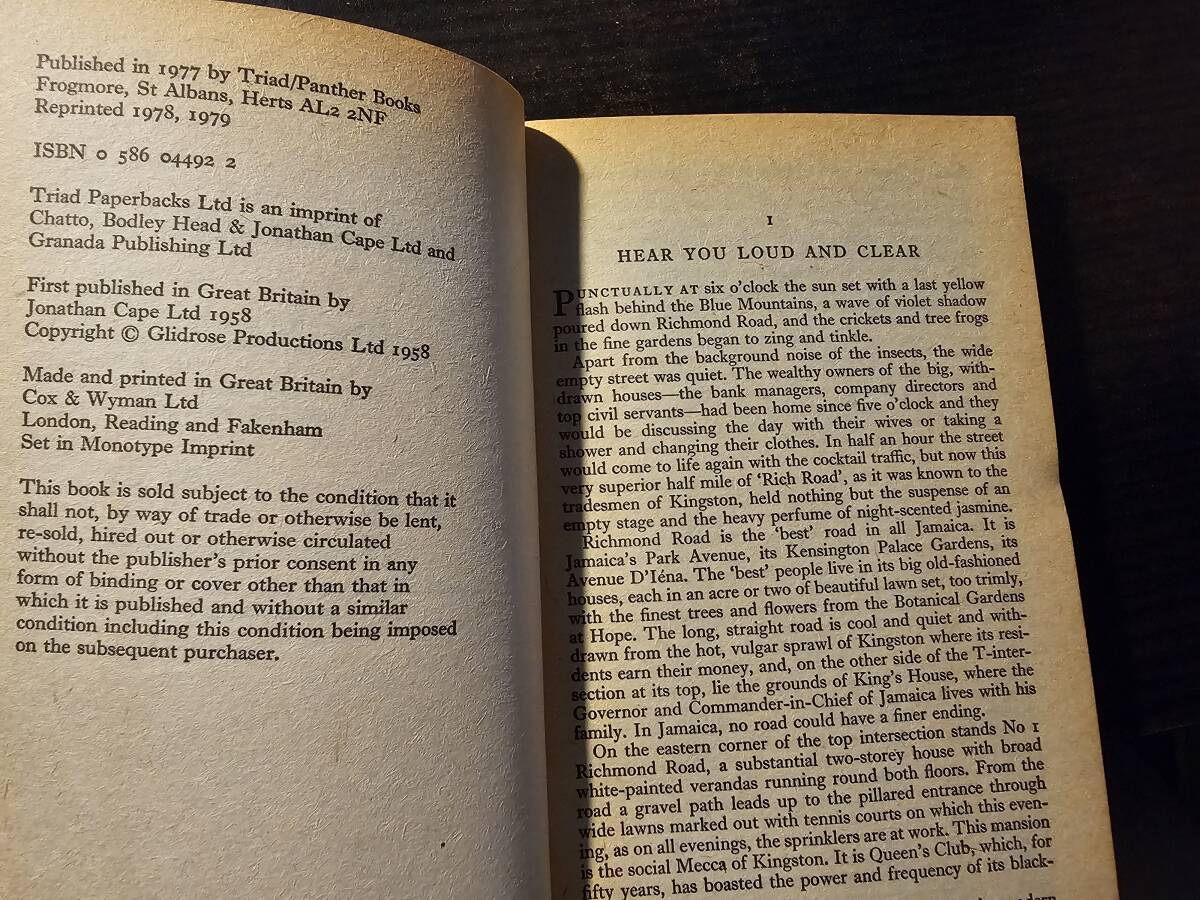 Published in 1977 by Triad/Panther Books
Frogmore, St Albans, Herts AL2 2NF
Reprinted 1978, 1979
ISBN 0 586 04492 2
Triad Paperbacks Ltd is an imprint of
Chatto, Bodley Head & Jonathan Cape Ltd and
Granada Publishing Ltd
First published in Great Britain by
Jonathan Cape Ltd 1958
Copyright © Glidrose Productions Ltd 1958
Made and printed in Great Britain by
Cox & Wyman Ltd
London, Reading and Fakenham
Set in Monotype Imprint
This book is sold subject to the condition that it
shall not, by way of trade or otherwise be lent,
re-sold, hired out or otherwise circulated
without the publisher's prior consent in any
form of binding or cover other than that in
which it is published and without a similar
condition including this condition being imposed
on the subsequent purchaser.
1
HEAR YOU LOUD AND CLEAR
PUNCTUALLY AT six o'clock the sun set with a last yellow
flash behind the Blue Mountains, a wave of violet shadow
poured down Richmond Road, and the crickets and tree frogs
in the fine gardens began to zing and tinkle.
Apart from the background noise of the insects, the wide
empty street was quiet. The wealthy owners of the big, with-
drawn houses—the bank managers, company directors and
top civil servants—had been home since five o'clock and they
would be discussing the day with their wives or taking a
shower and changing their clothes. In half an hour the street
would come to life again with the cocktail traffic, but now this
very superior half mile of 'Rich Road', as it was known to the
tradesmen of Kingston, held nothing but the suspense of an
empty stage and the heavy perfume of night-scented jasmine.
Richmond Road is the 'best' road in all Jamaica. It is
Jamaica's Park Avenue, its Kensington Palace Gardens, its
Avenue D'Iéna. The 'best' people live in its big old-fashioned
houses, each in an acre or two of beautiful lawn set, too trimly,
with the finest trees and flowers from the Botanical Gardens
at Hope. The long, straight road is cool and quiet and with-
drawn from the hot, vulgar sprawl of Kingston where its resi-
dents earn their money, and, on the other side of the T-inter-
section at its top, lie the grounds of King's House, where the
Governor and Commander-in-Chief of Jamaica lives with his
family. In Jamaica, no road could have a finer ending.
On the eastern corner of the top intersection stands No 1
Richmond Road, a substantial two-storey house with broad
white-painted verandas running round both floors. From the
road a gravel path leads up to the pillared entrance through
wide lawns marked out with tennis courts on which this even-
ing, as on all evenings, the sprinklers are at work. This mansion
is the social Mecca of Kingston. It is Queen's Club, which, for
fifty years, has boasted the power and frequency of its black-